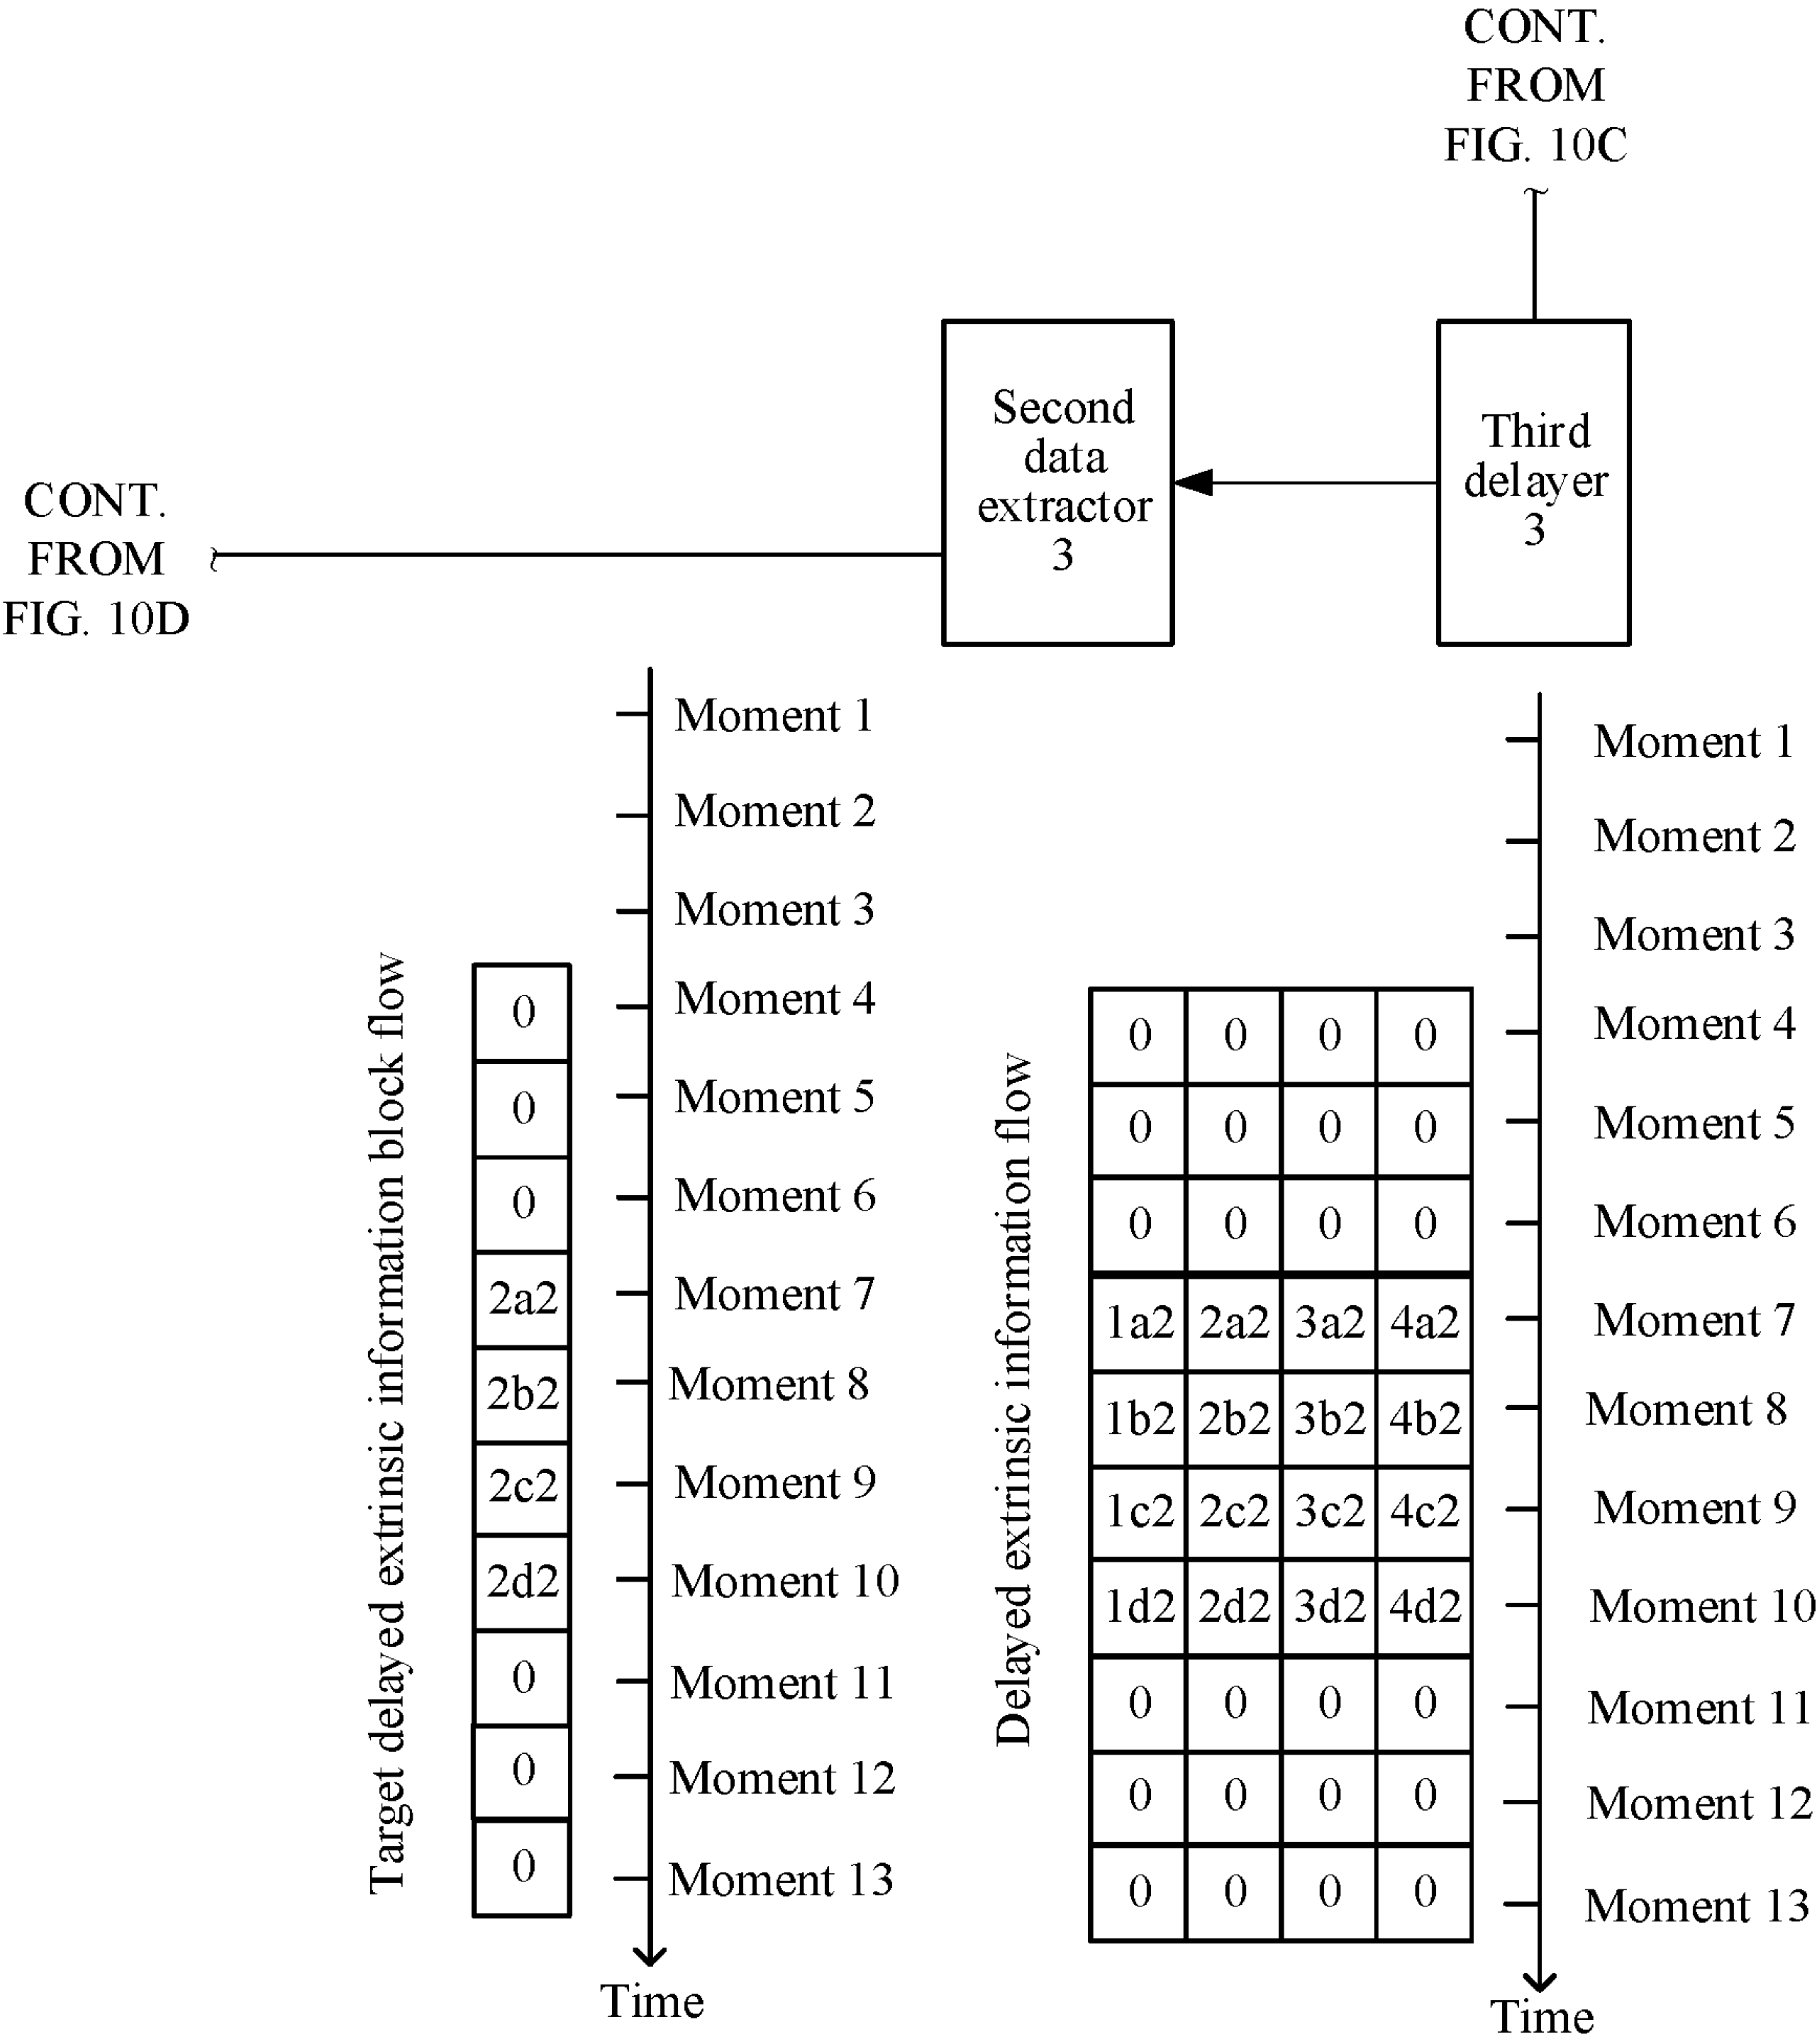 CONT.
FROM
FIG. 10C
Second
data
extractor
3
Third
delayer
3
CONT.
FROM
FIG. 10D
Target delayed extrinsic information block flow
0
0
0
2a2
2b2
2c2
2d2
0
0
0
Moment 1
Moment 2
Moment 3
Moment 4
Moment 5
Moment 6
Moment 7
Moment 8
Moment 9
Moment 10
Moment 11
Moment 12
Moment 13
Time
Delayed extrinsic information flow
0 0 0 0
0 0 0 0
0 0 0 0
1a2 2a2 3a2 4a2
1b2 2b2 3b2 4b2
1c2 2c2 3c2 4c2
1d2 2d2 3d2 4d2
0 0 0 0
0 0 0 0
0 0 0 0
Moment 1
Moment 2
Moment 3
Moment 4
Moment 5
Moment 6
Moment 7
Moment 8
Moment 9
Moment 10
Moment 11
Moment 12
Moment 13
Time